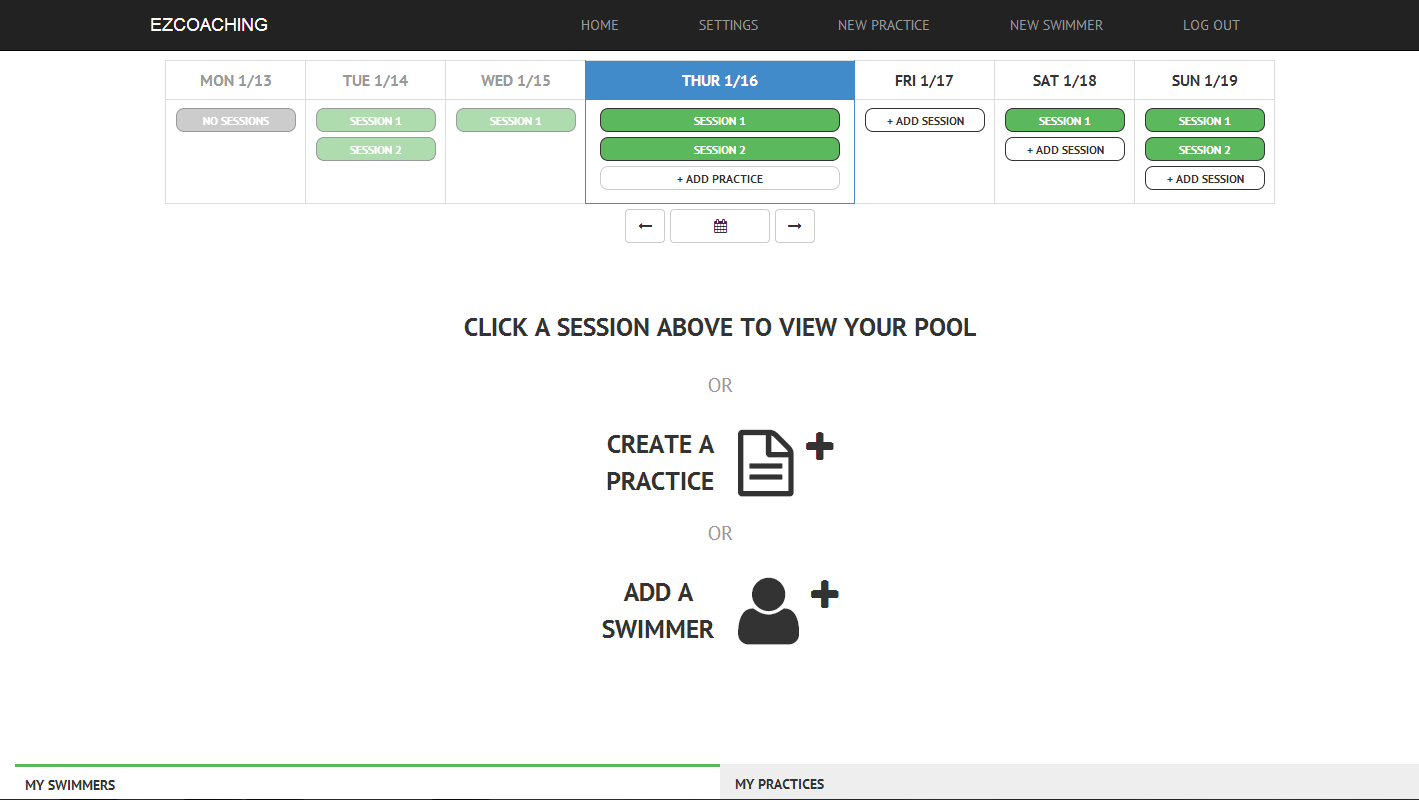 EZCOACHING HOME SETTINGS NEW PRACTICE NEW SWIMMER LOG OUT
MON 1/13 TUE 1/14 WED 1/15 THUR 1/16 FRI 1/17 SAT 1/18 SUN 1/19
NO SESSIONS SESSION 1 SESSION 1 SESSION 1 + ADD SESSION SESSION 1 SESSION 1
SESSION 2 SESSION 2 + ADD SESSION SESSION 2
+ ADD PRACTICE + ADD SESSION
CLICK A SESSION ABOVE TO VIEW YOUR POOL
OR
CREATE A
PRACTICE
OR
ADD A
SWIMMER
MY SWIMMERS MY PRACTICES